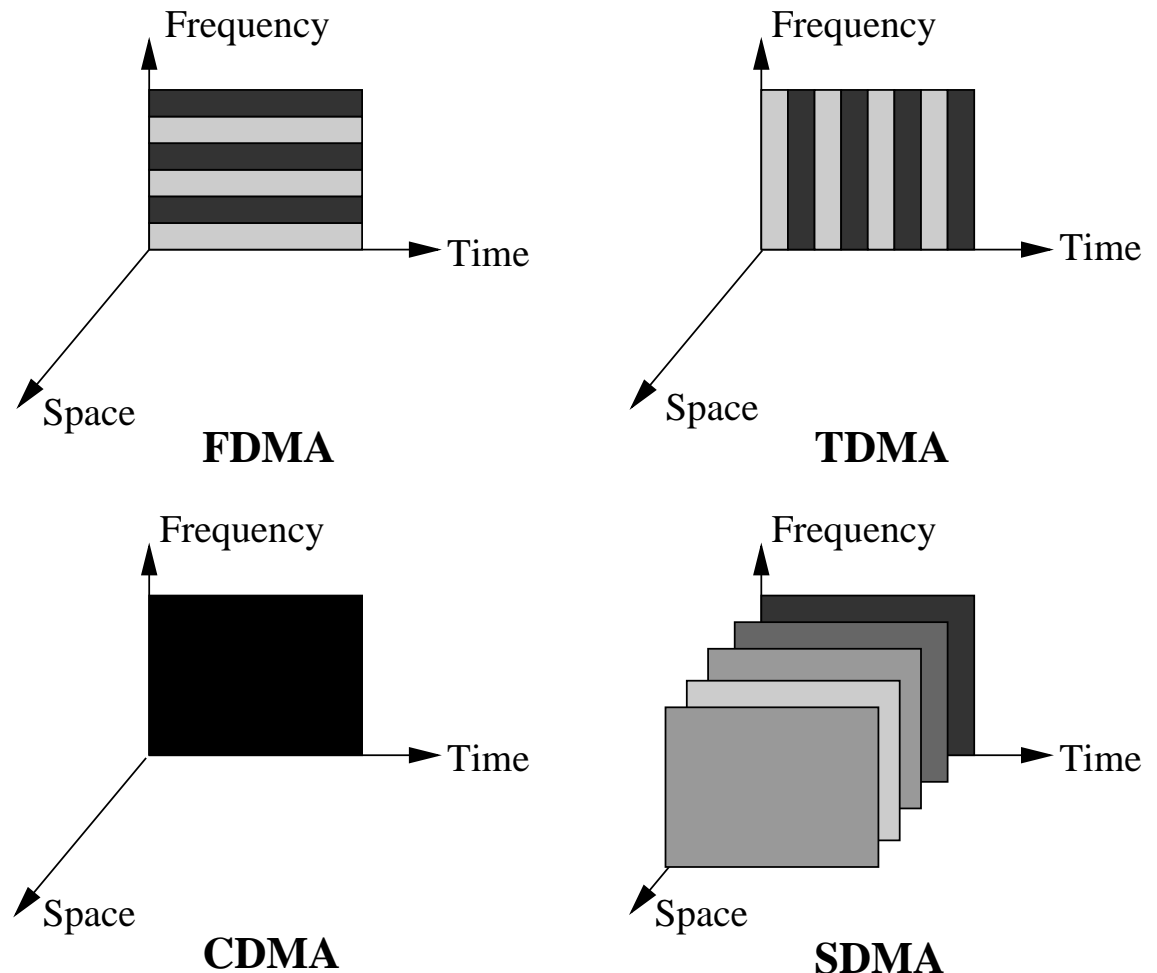 Frequency
Time
Space
FDMA
Frequency
Time
Space
TDMA
Frequency
Time
Space
CDMA
Frequency
Time
Space
SDMA